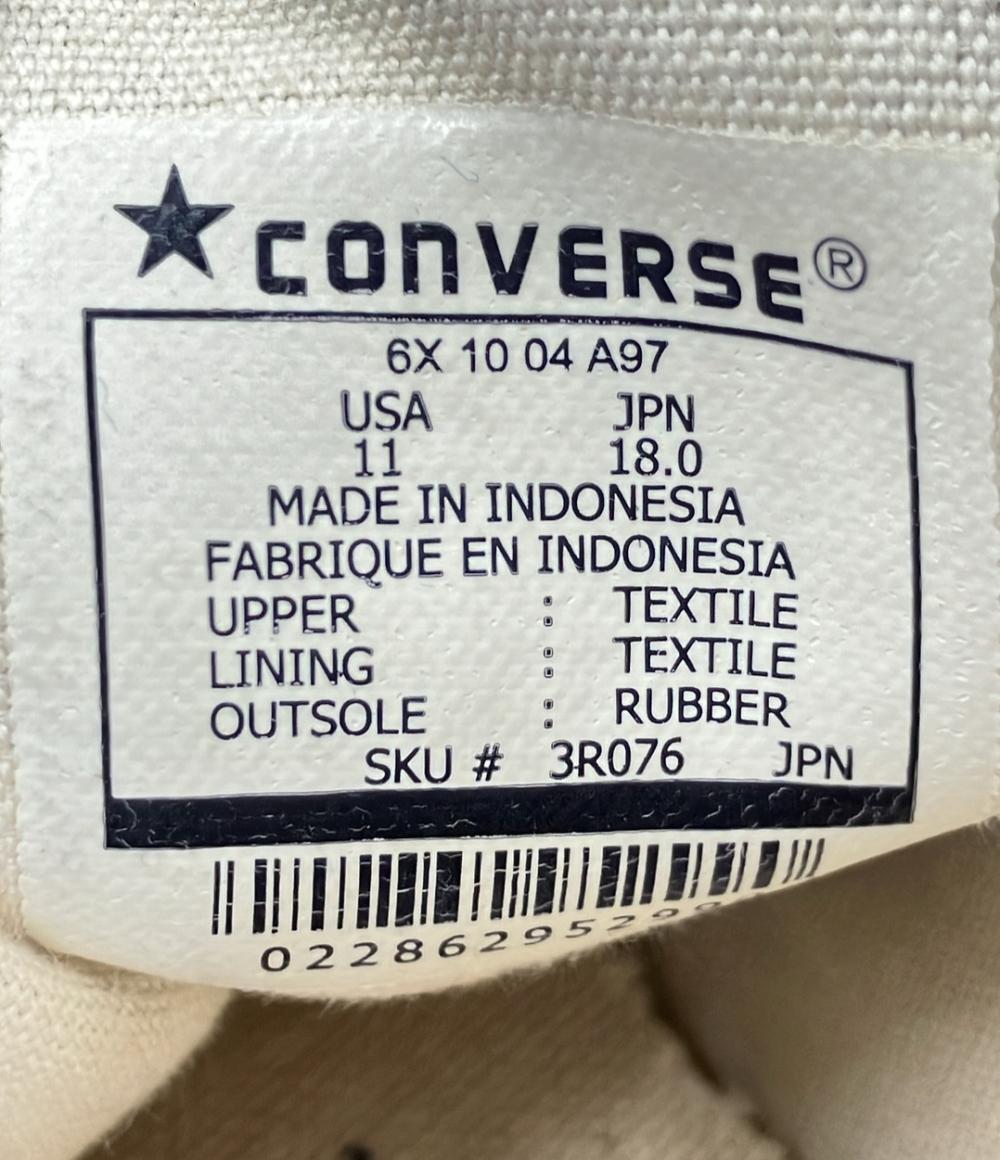 ★ CONVERSE®
6X 10 04 A97
USA JPN
11 18.0
MADE IN INDONESIA
FABRIQUE EN INDONESIA
UPPER : TEXTILE
LINING : TEXTILE
OUTSOLE : RUBBER
SKU # 3R076 JPN